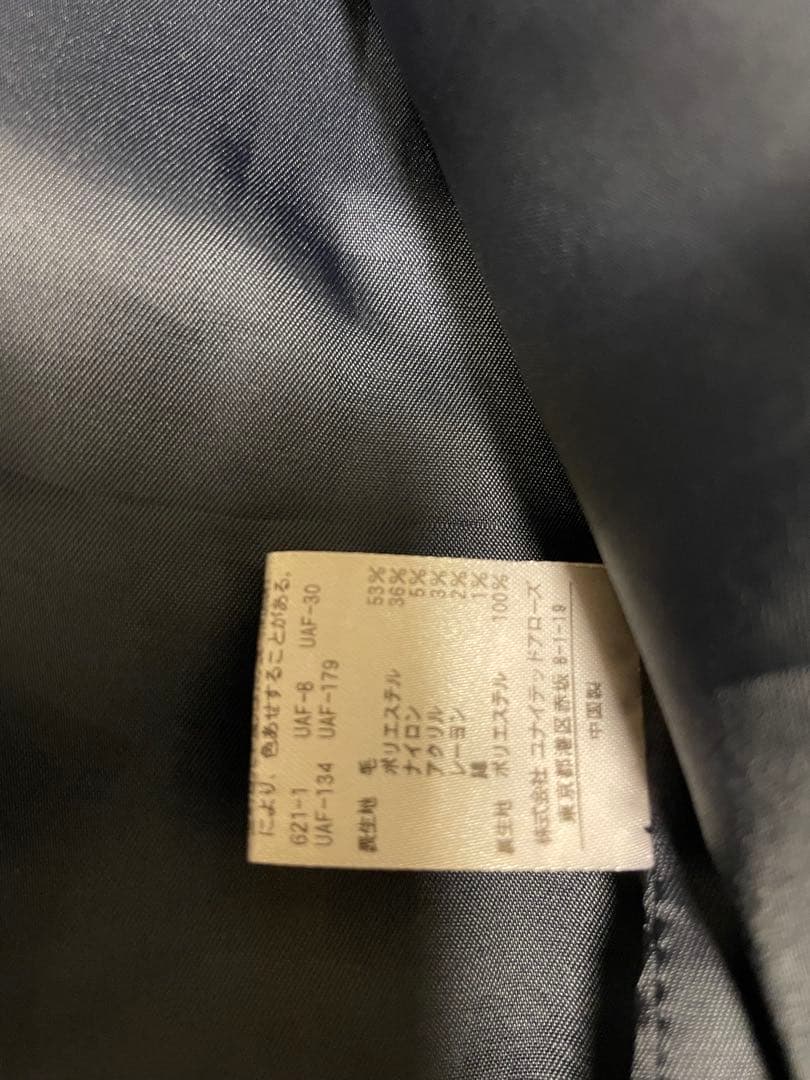 により、色あせすることがある。
621-1 UAF-8 UAF-30
UAF-134 UAF-179
表生地 毛 53%
ポリエステル 36%
ナイロン 5%
アクリル 3%
レーヨン 2%
綿 1%
裏生地 ポリエステル 100%
株式会社 ユナイテッドアローズ
東京都港区赤坂 8-1-19
中国製